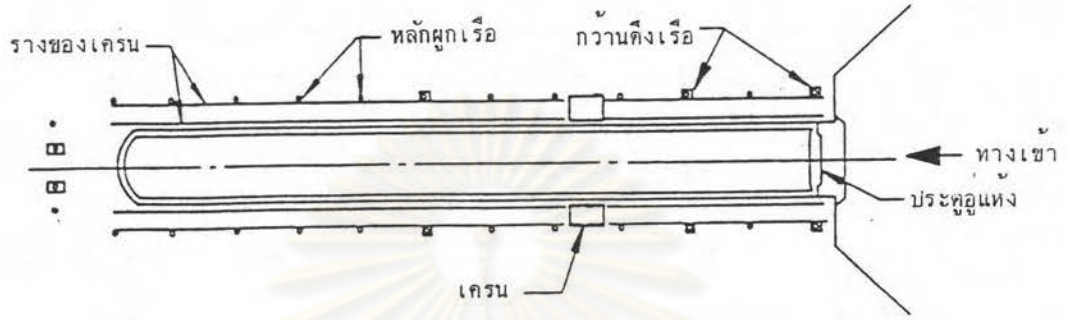 รางของเครน
หลักผูกเรือ
กว้านดึงเรือ
ทางเข้า
ประตูอู่แห้ง
เครน